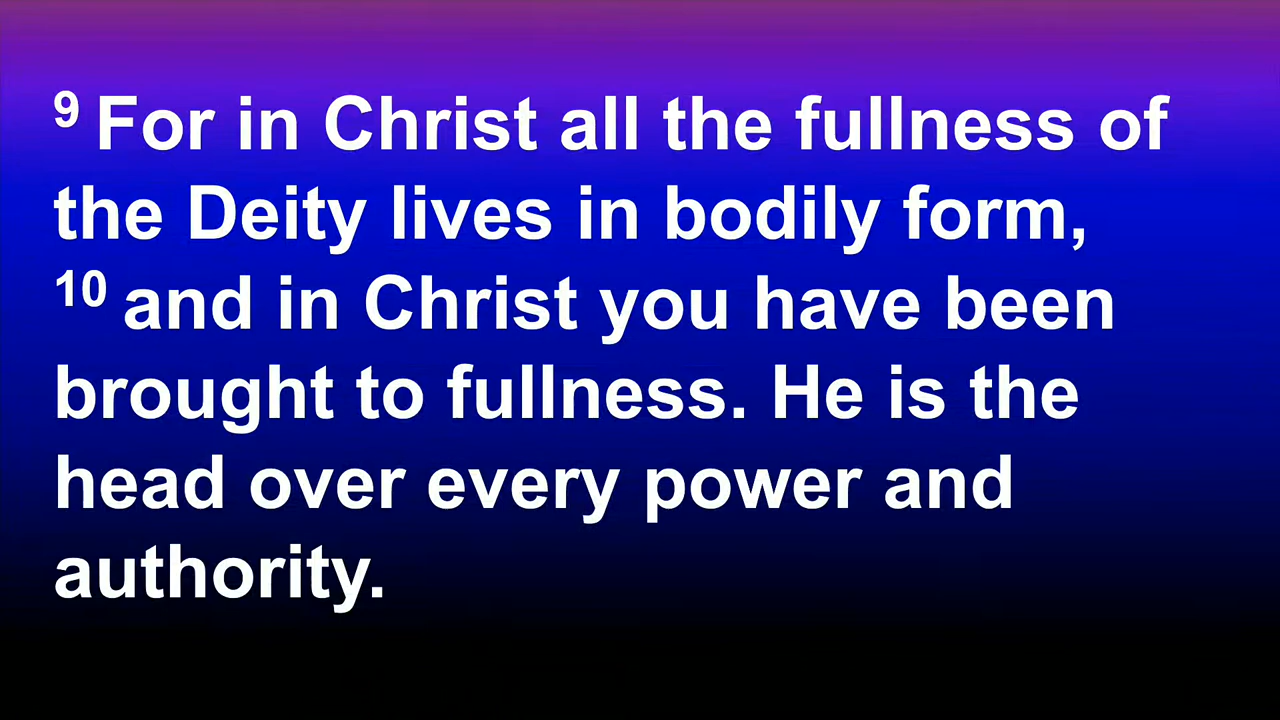 9 For in Christ all the fullness of
the Deity lives in bodily form,
10 and in Christ you have been
brought to fullness. He is the
head over every power and
authority.